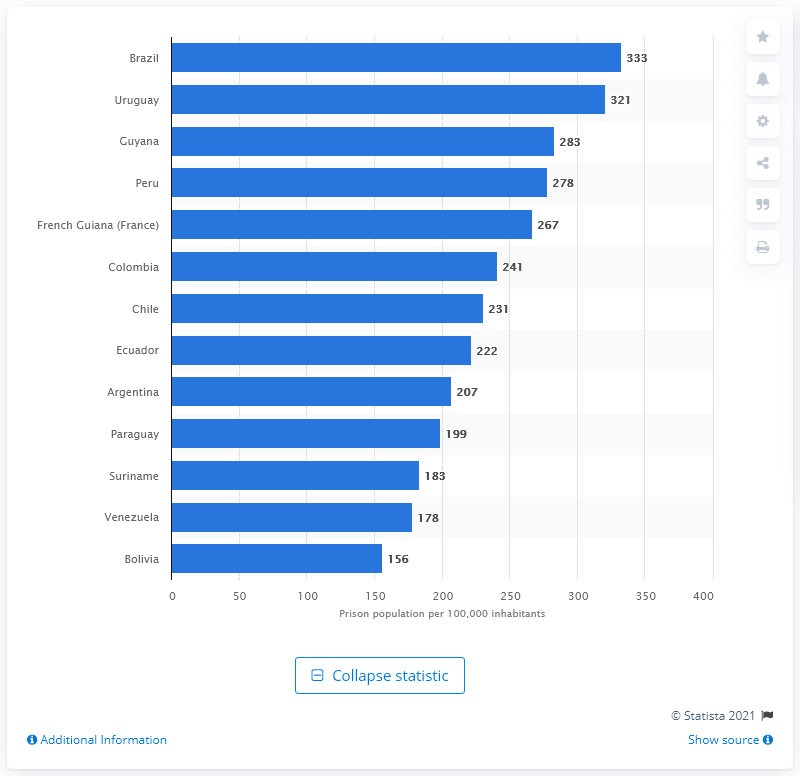 Brazil 333
Uruguay 321
Guyana 283
Peru 278
French Guiana (France) 267
Colombia 241
Chile 231
Ecuador 222
Argentina 207
Paraguay 199
Suriname 183
Venezuela 178
Bolivia 156
0 50 100 150 200 250 300 350 400
Prison population per 100,000 inhabitants
Collapse statistic
© Statista 2021
Additional Information Show source